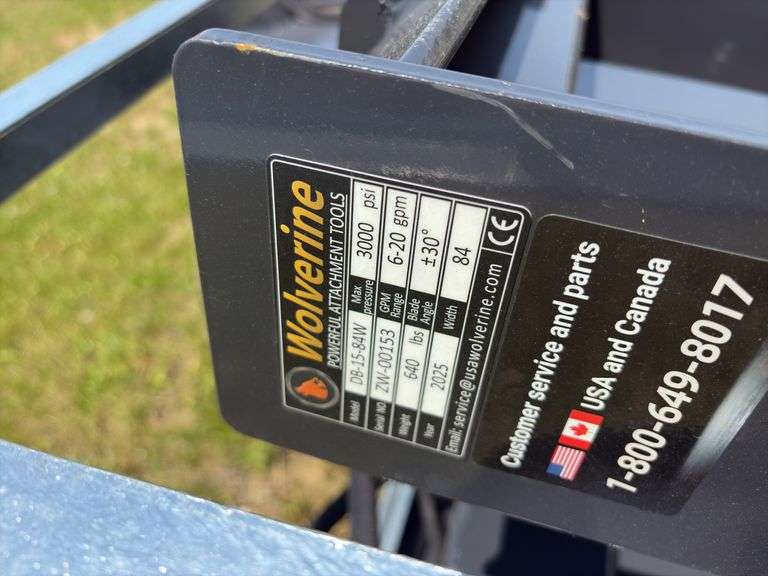 Wolverine
POWERFUL ATTACHMENT TOOLS
Model DB-15-84W Max pressure 3000 psi
Serial NO ZW-00153 GPM Range 6-20 gpm
Weight 640 lbs Blade Angle ±30°
Year 2025 Width 84
Email: service@usawolverine.com CE
Customer service and parts
USA and Canada
1-800-649-8017